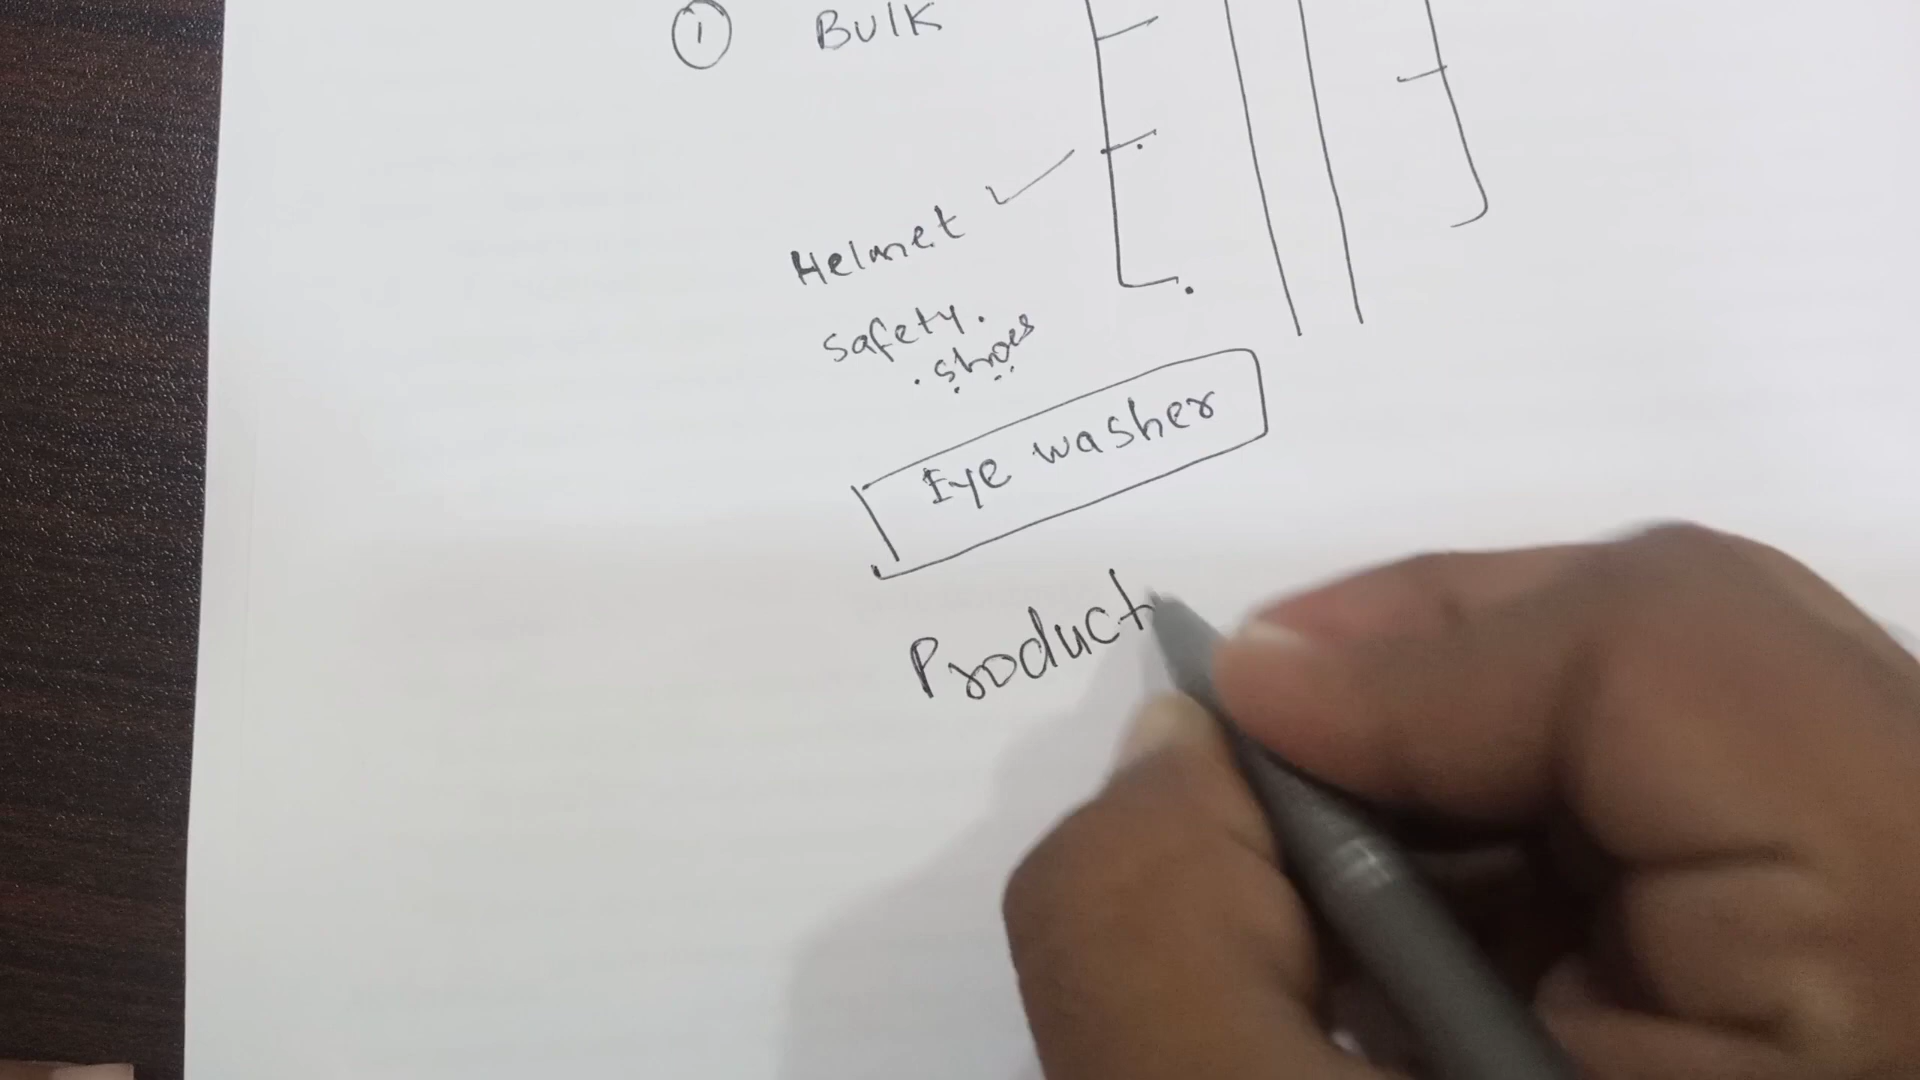 1 Bulk
Helmet
Safety.
shoes
Eye washer
Product